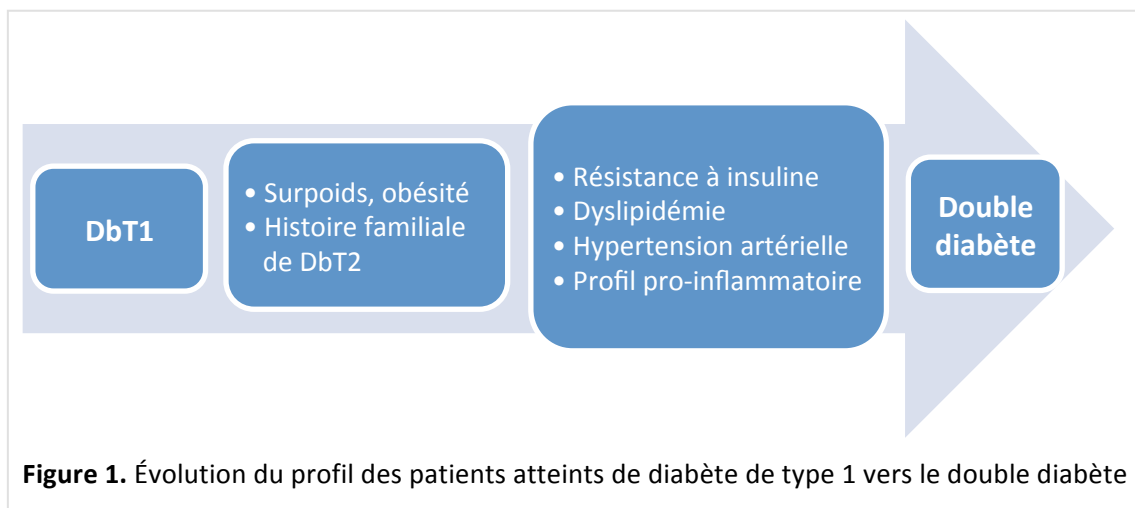 DbT1
• Surpoids, obésité
• Histoire familiale
de DbT2
• Résistance à insuline
• Dyslipidémie
• Hypertension artérielle
• Profil pro-inflammatoire
Double
diabète
Figure 1. Évolution du profil des patients atteints de diabète de type 1 vers le double diabète